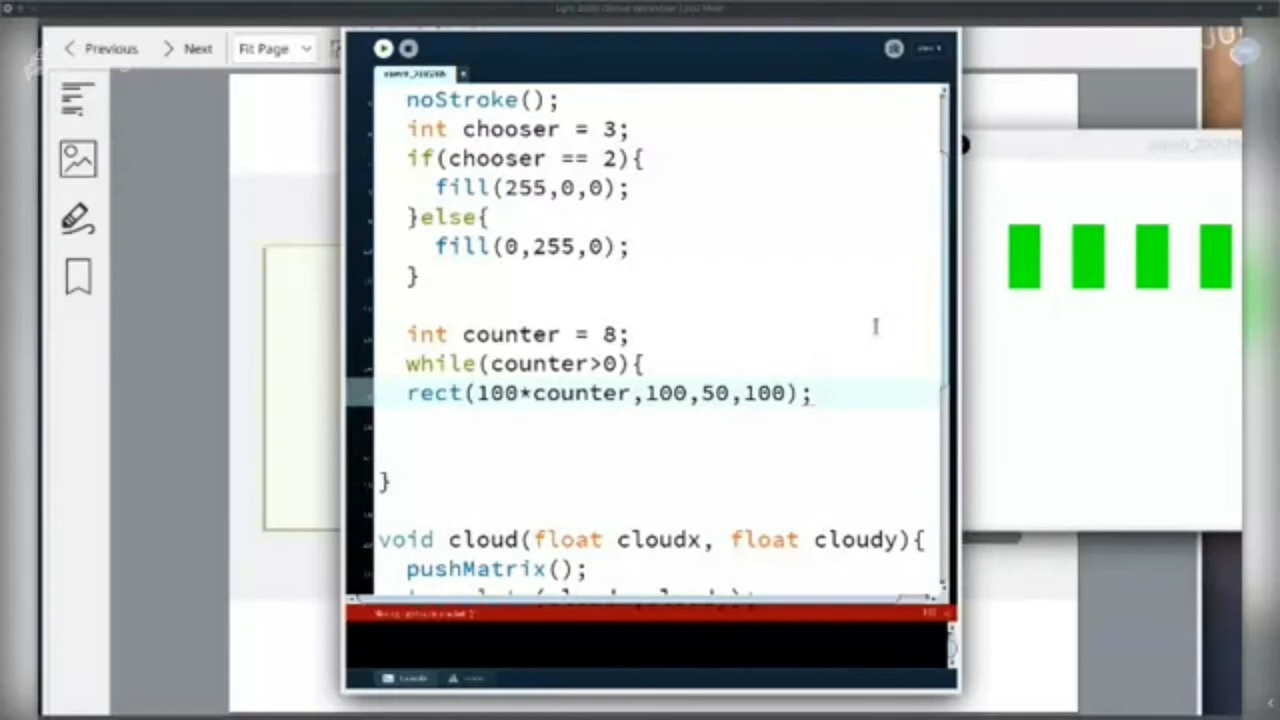 Previous
Next
Fit Page
noStroke();
int chooser = 3;
if(chooser == 2){
fill(255,0,0);
}else{
fill(0,255,0);
}
int counter = 8;
while(counter>0){
rect(100*counter,100,50,100);
}
void cloud(float cloudx, float cloudy){
pushMatrix();